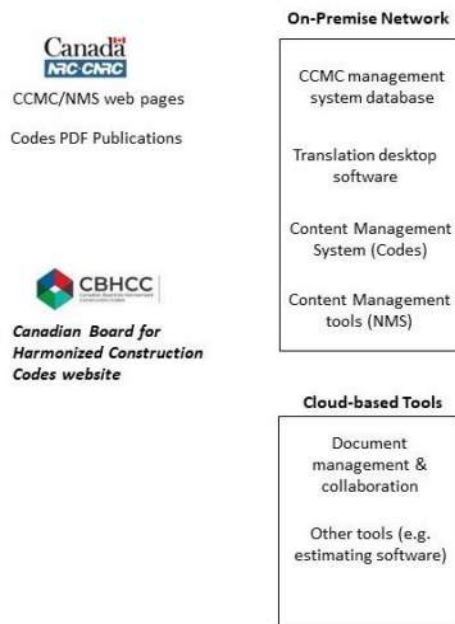 Canada
NRC·CNRC
CCMC/NMS web pages
Codes PDF Publications
CBHCC
Canadian Board for
Harmonized Construction
Codes website
On-Premise Network
CCMC management
system database
Translation desktop
software
Content Management
System (Codes)
Content Management
tools (NMS)
Cloud-based Tools
Document
management &
collaboration
Other tools (e.g.
estimating software)